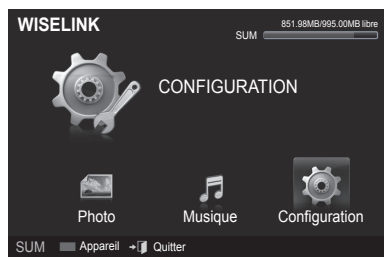 WISELINK
851.98MB/995.00MB libre
SUM
CONFIGURATION
Photo Musique Configuration
SUM Appareil Quitter